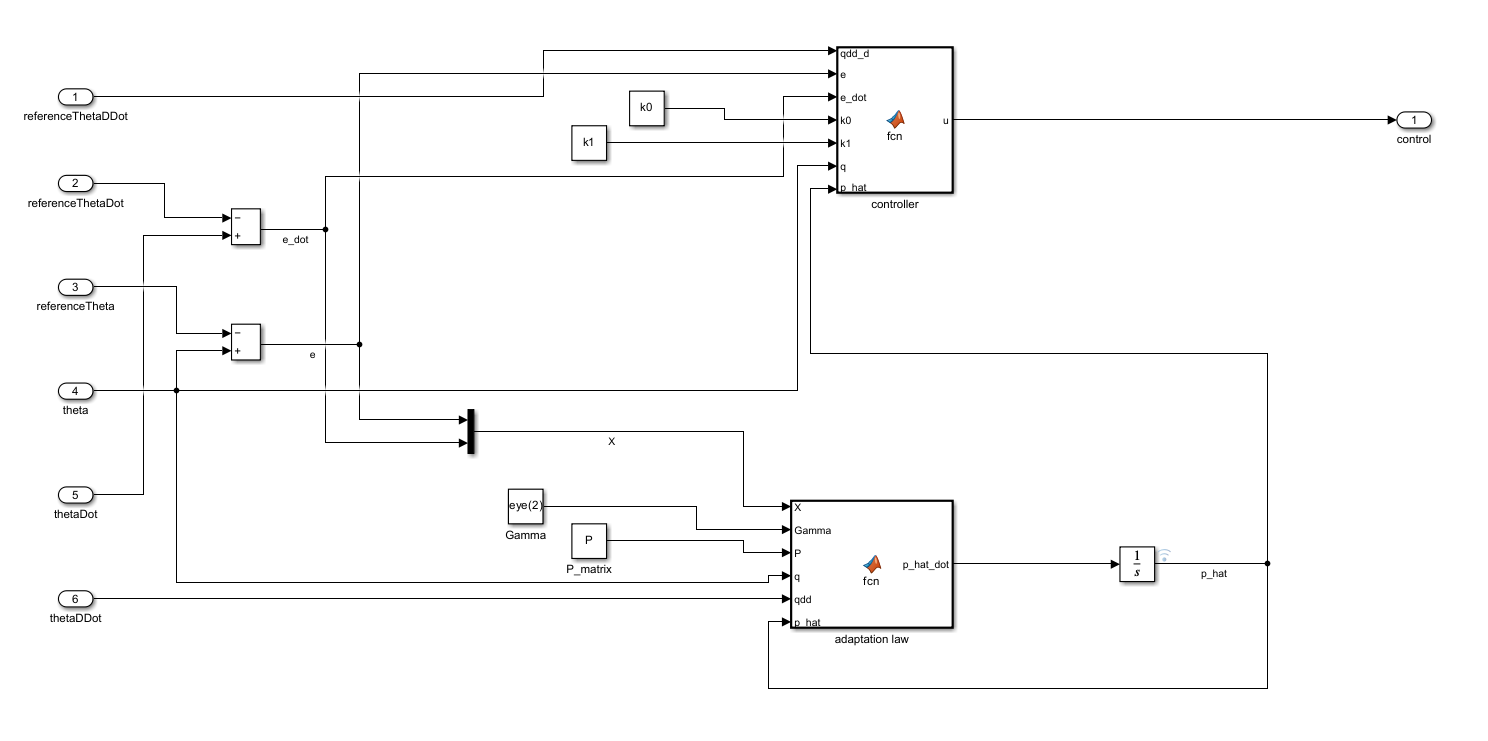 1
referenceThetaDDot
2
referenceThetaDot
−
+
e_dot
3
referenceTheta
−
+
e
4
theta
5
thetaDot
6
thetaDDot
k0
k1
qdd_d
e
e_dot
k0
k1
q
p_hat
fcn
u
controller
1
control
X
eye(2)
Gamma
P
P_matrix
X
Gamma
P
q
qdd
p_hat
fcn
p_hat_dot
adaptation law
1
s
p_hat